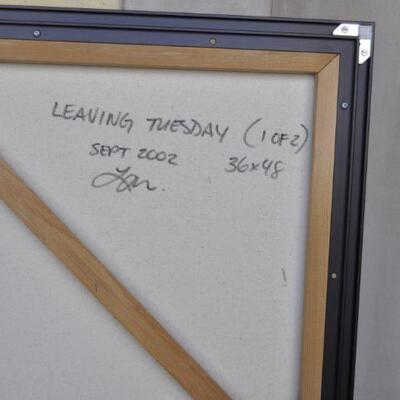 LEAVING TUESDAY (1 OF 2)
SEPT 2002 36x48